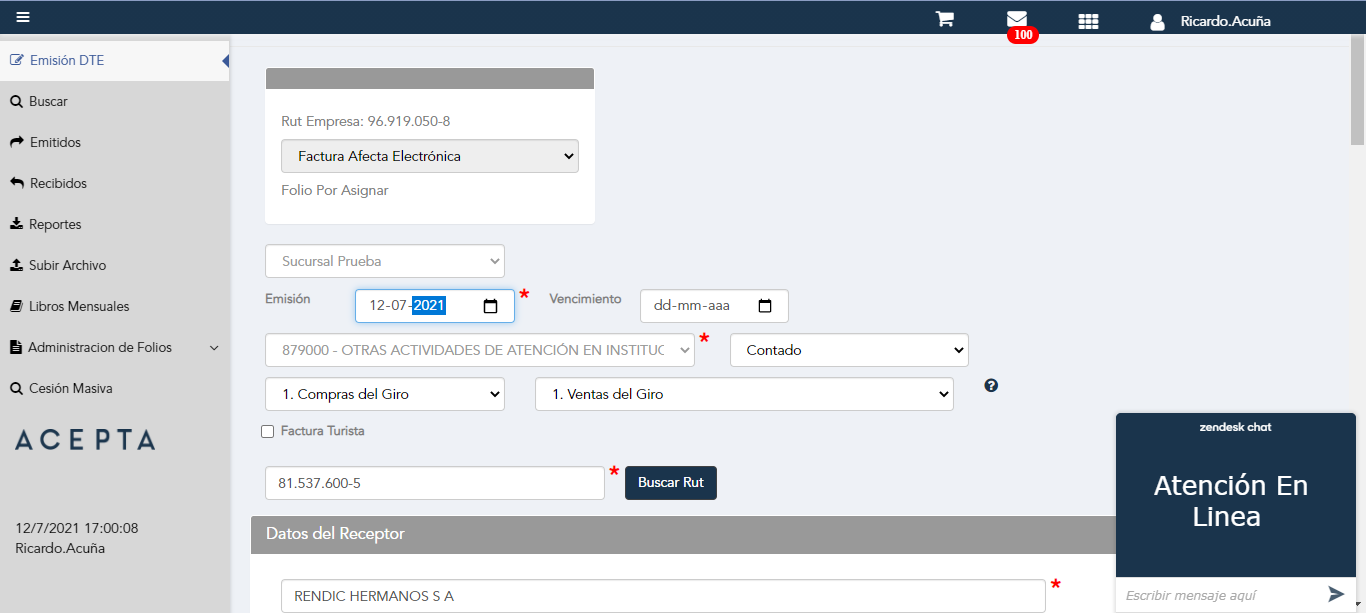 100
Ricardo.Acuña
Emisión DTE
Buscar
Emitidos
Recibidos
Reportes
Subir Archivo
Libros Mensuales
Administracion de Folios
Cesión Masiva
ACEPTA
12/7/2021 17:00:08
Ricardo.Acuña
Rut Empresa: 96.919.050-8
Factura Afecta Electrónica
Folio Por Asignar
Sucursal Prueba
Emisión 12-07-2021 * Vencimiento dd-mm-aaa
879000 - OTRAS ACTIVIDADES DE ATENCIÓN EN INSTITUC * Contado
1. Compras del Giro 1. Ventas del Giro ?
Factura Turista
81.537.600-5 * Buscar Rut
Datos del Receptor
RENDIC HERMANOS S A *
zendesk chat
Atención En
Linea
Escribir mensaje aquí